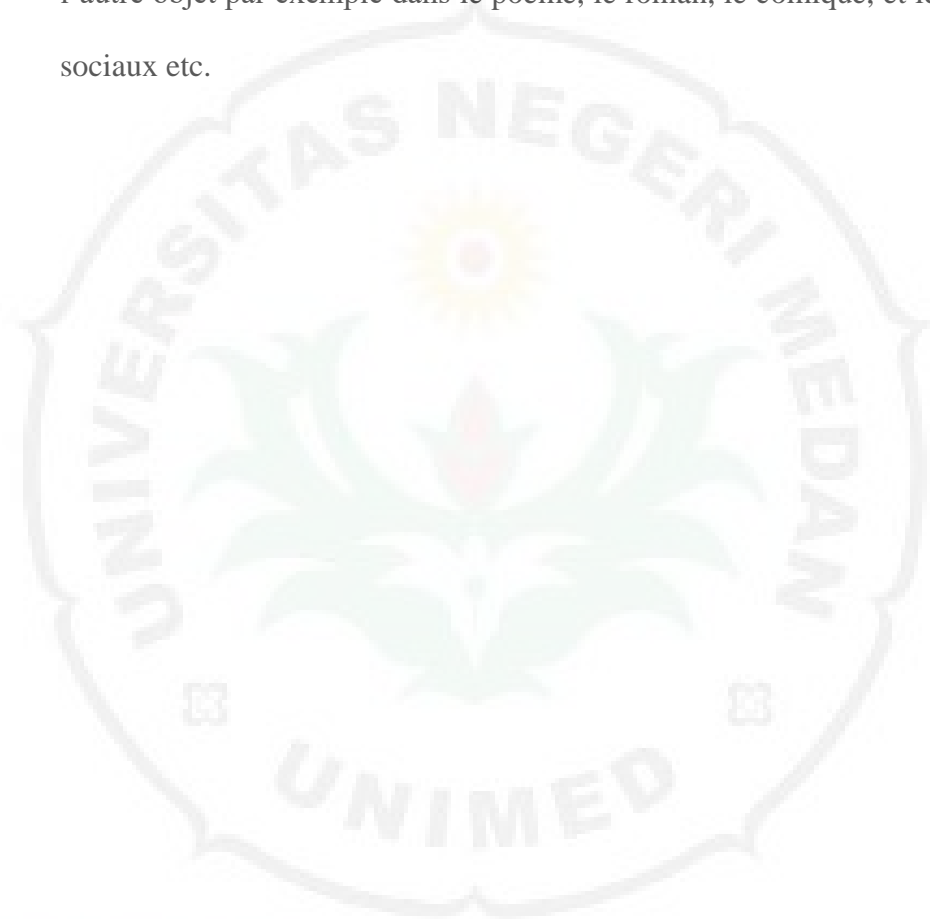 l'autre objet par exemple dans le poème, le roman, le comique, et
sociaux etc.
UNIVERSITAS NEGERI MEDAN
UNIMED